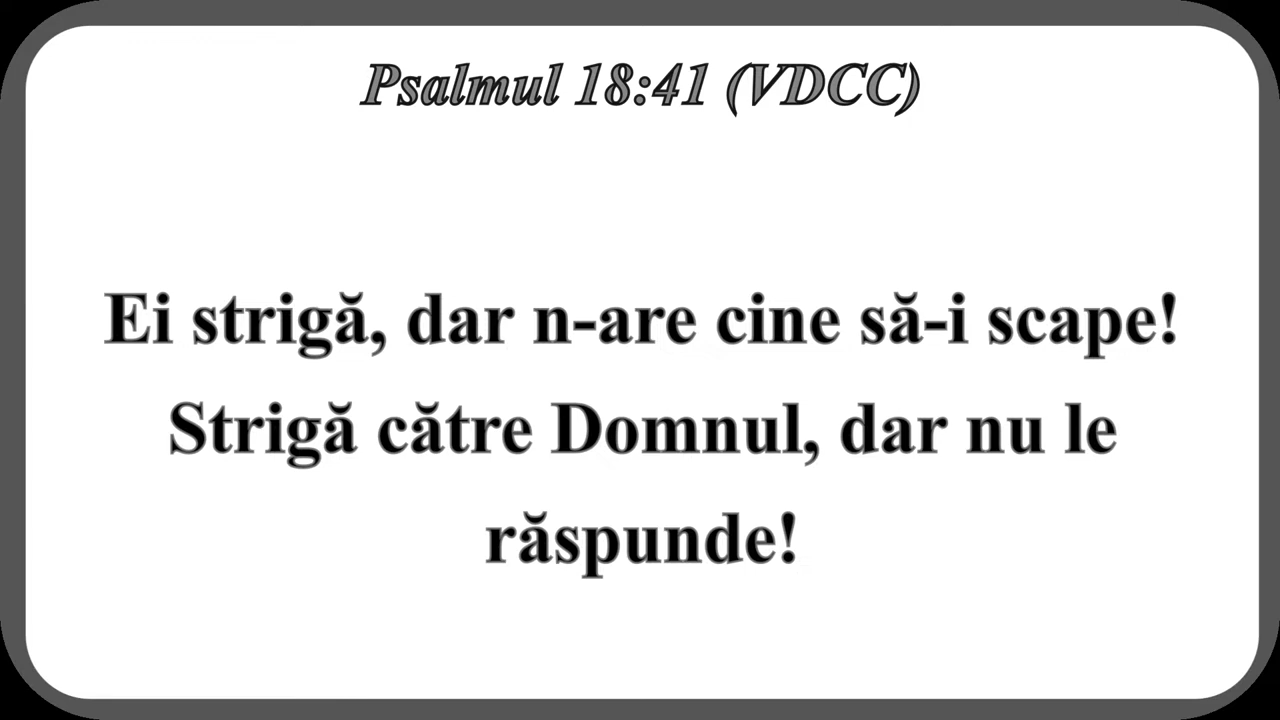 Psalmul 18:41 (VDCC)
Ei strigă, dar n-are cine să-i scape!
Strigă către Domnul, dar nu le
răspunde!